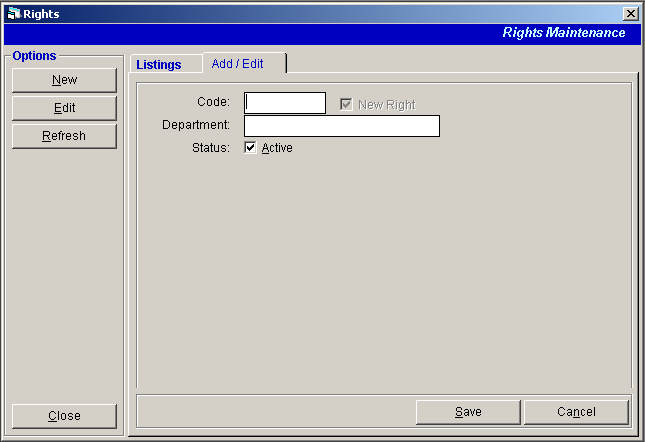 Rights
Rights Maintenance
Options
New
Edit
Refresh
Close
Listings
Add / Edit
Code:
New Right
Department:
Status:
Active
Save
Cancel